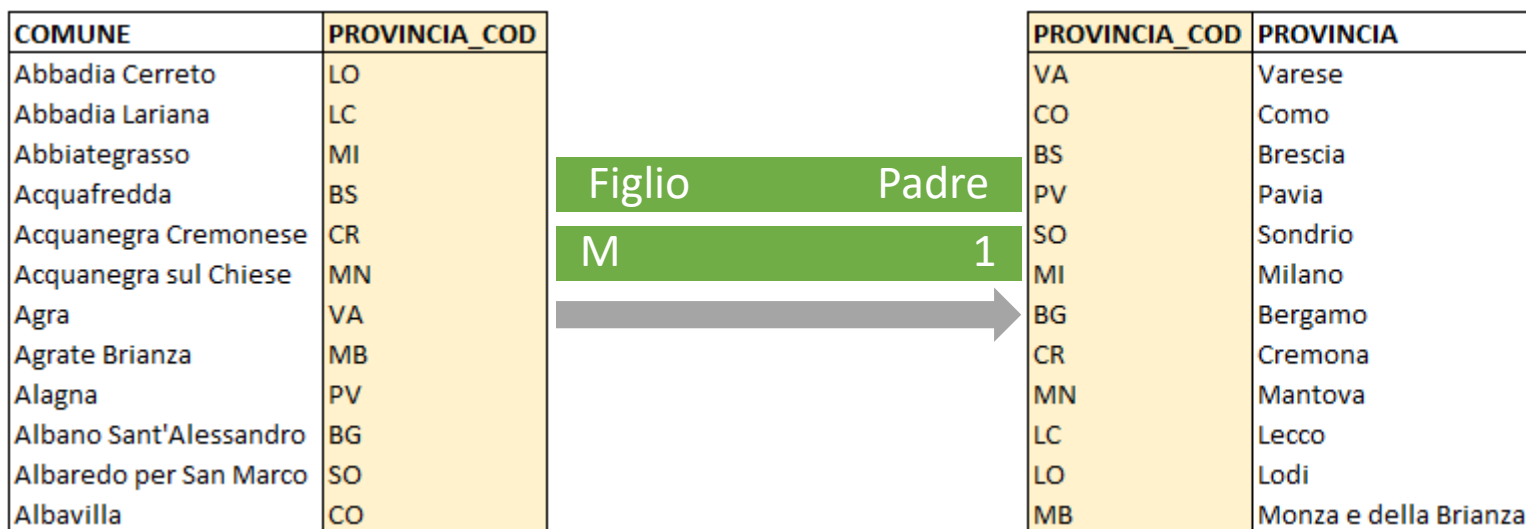 COMUNE PROVINCIA_COD
Abbadia Cerreto LO
Abbadia Lariana LC
Abbiategrasso MI
Acquafredda BS
Acquanegra Cremonese CR
Acquanegra sul Chiese MN
Agra VA
Agrate Brianza MB
Alagna PV
Albano Sant'Alessandro BG
Albaredo per San Marco SO
Albavilla CO
Figlio Padre
M 1
PROVINCIA_COD PROVINCIA
VA Varese
CO Como
BS Brescia
PV Pavia
SO Sondrio
MI Milano
BG Bergamo
CR Cremona
MN Mantova
LC Lecco
LO Lodi
MB Monza e della Brianza